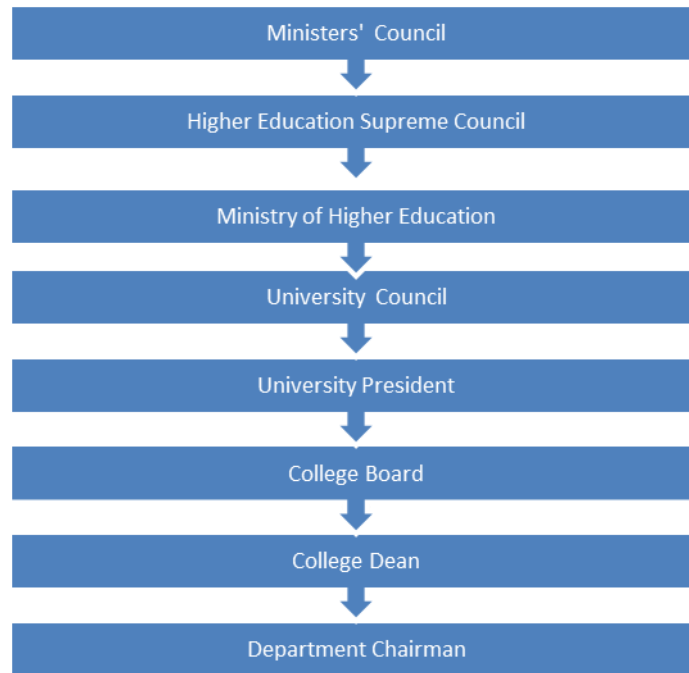 Ministers' Council
Higher Education Supreme Council
Ministry of Higher Education
University Council
University President
College Board
College Dean
Department Chairman